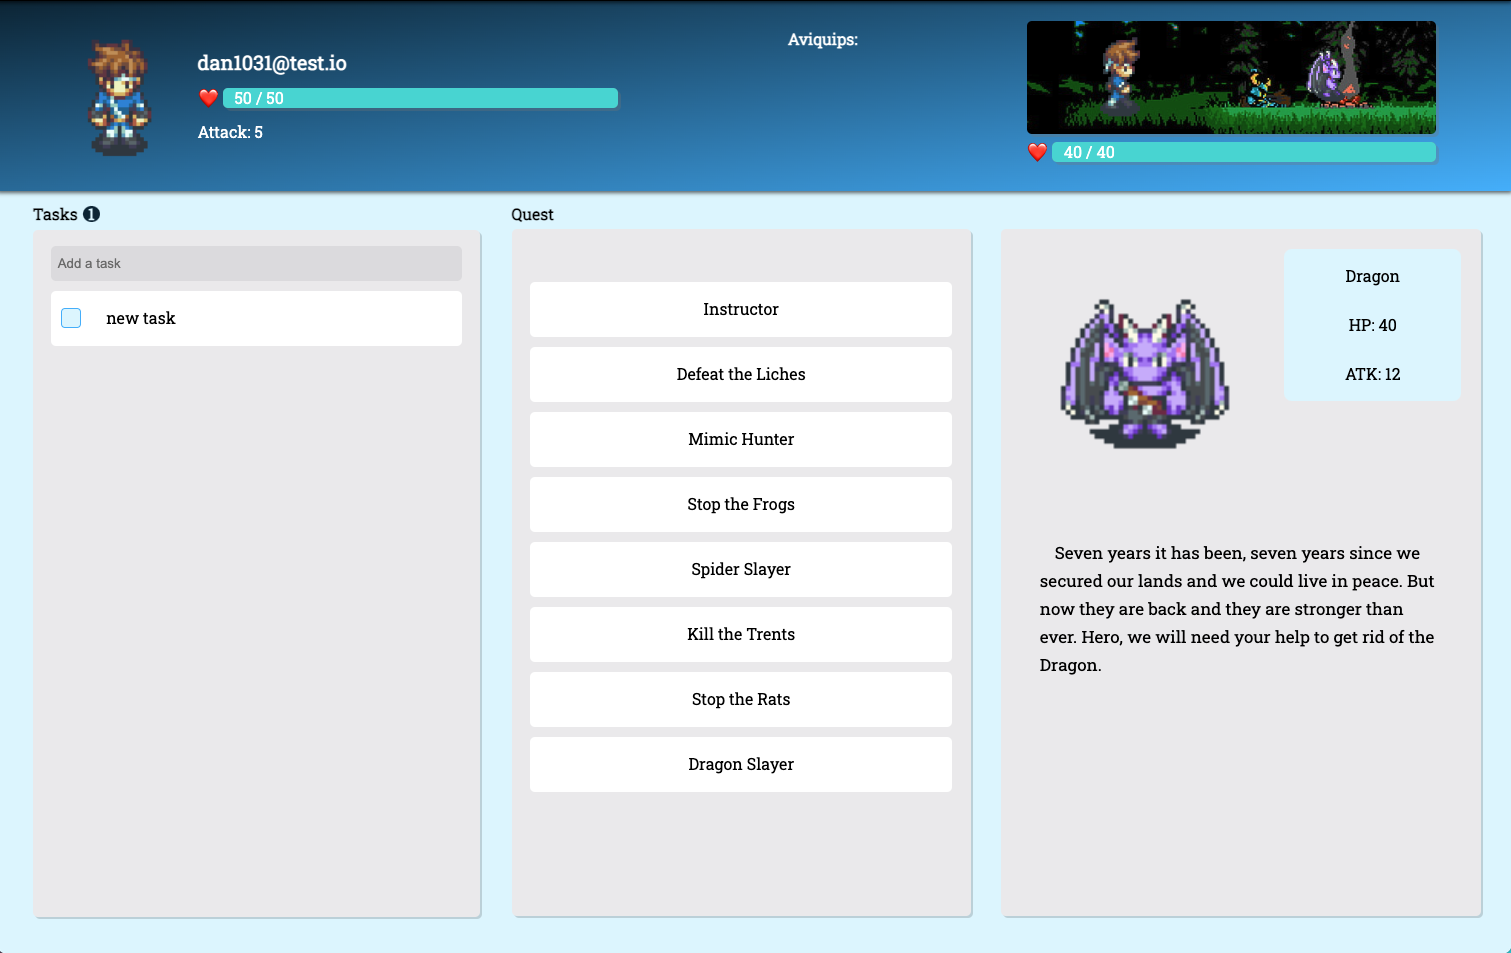 dan1031@test.io
50 / 50
Attack: 5
Aviquips:
40 / 40
Tasks 1
Add a task
new task
Quest
Instructor
Defeat the Liches
Mimic Hunter
Stop the Frogs
Spider Slayer
Kill the Trents
Stop the Rats
Dragon Slayer
Dragon
HP: 40
ATK: 12
Seven years it has been, seven years since we
secured our lands and we could live in peace. But
now they are back and they are stronger than
ever. Hero, we will need your help to get rid of the
Dragon.